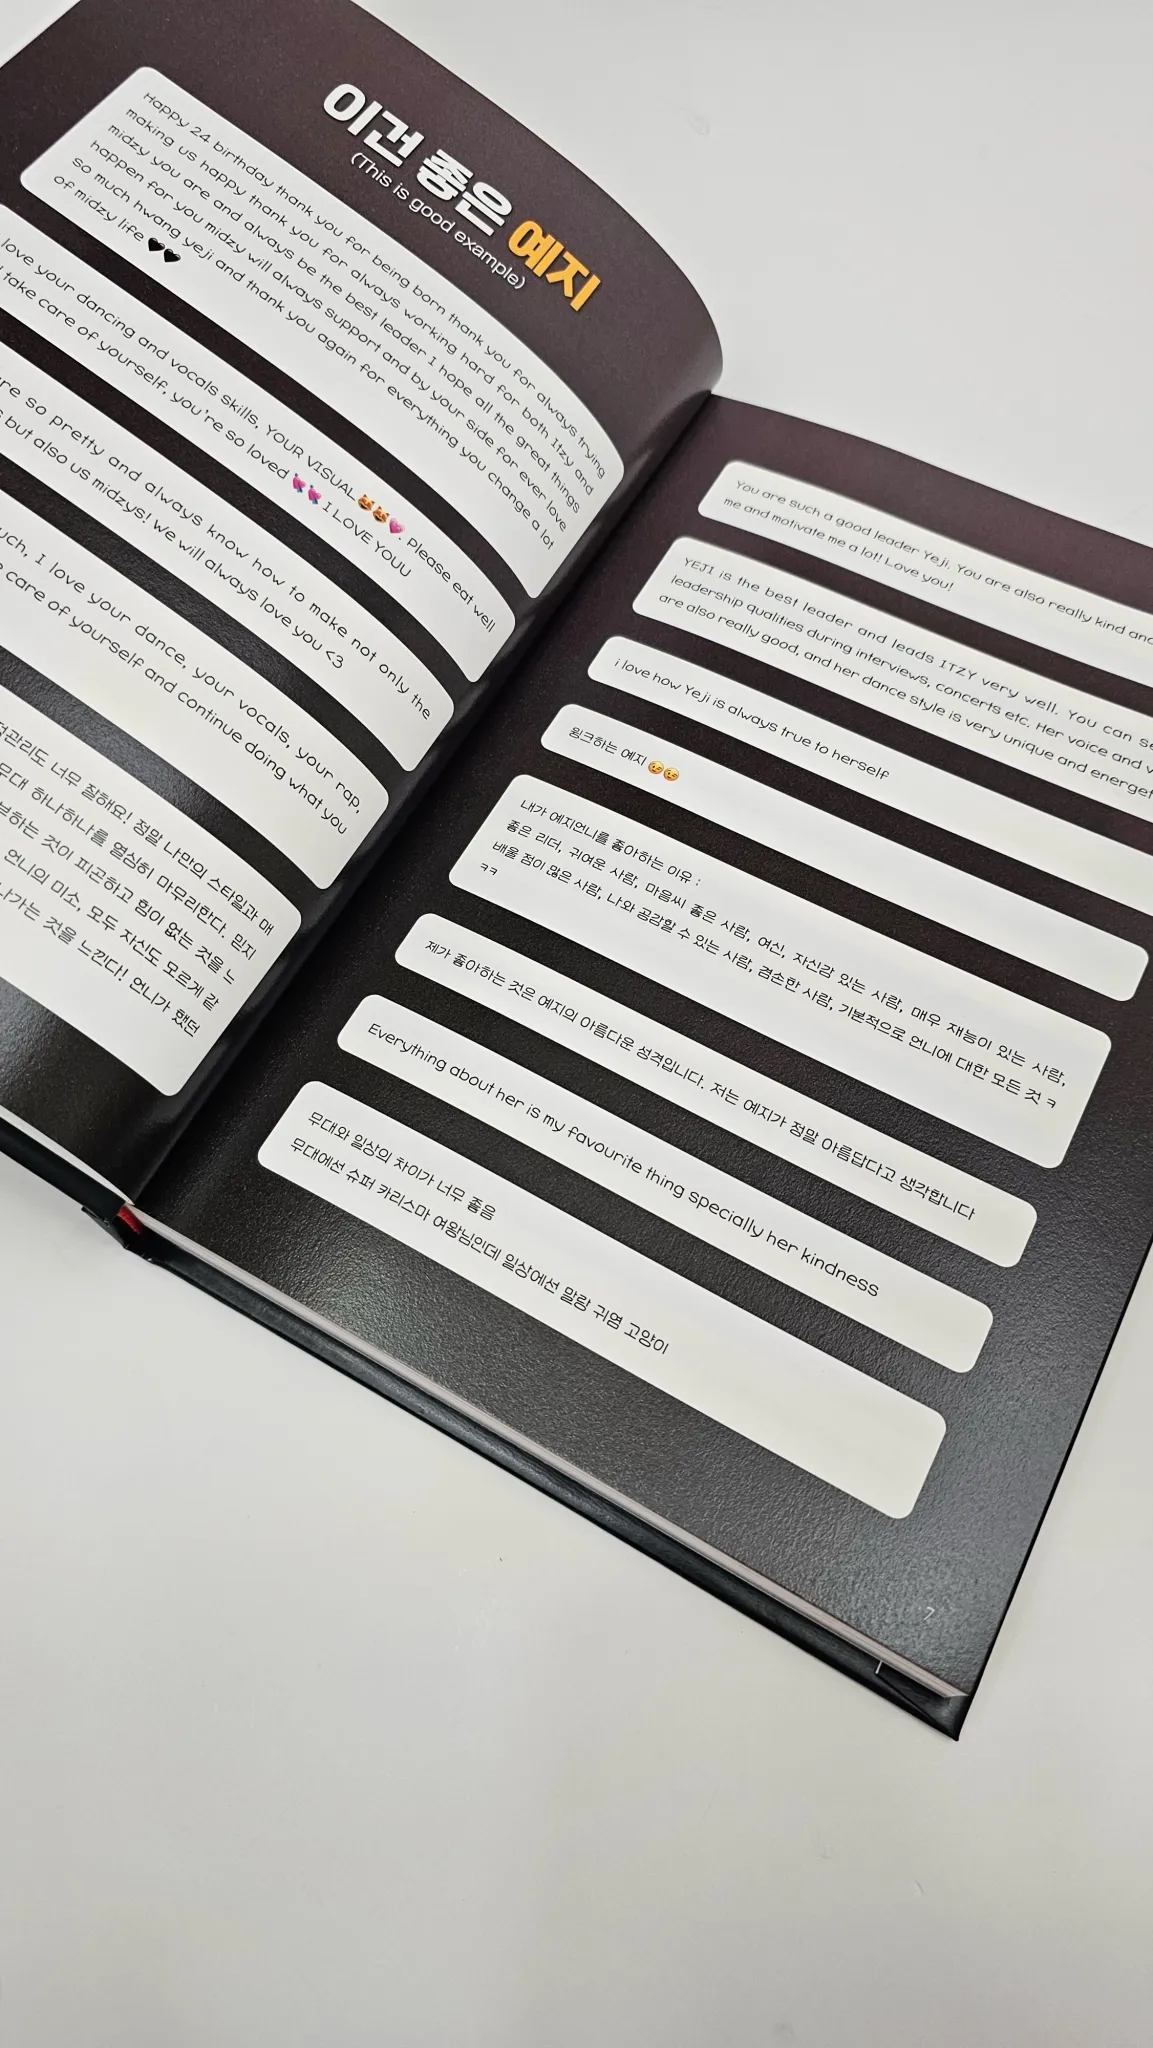 이건 좋은 예지
(This is good example)
Happy 24 birthday thank you for being born thank you for always trying
making us happy thank you for always working hard for both Itzy and
midzy you are and always be the best leader I hope all the great things
happen for you midzy will always support and by your side for ever love
so much hwang yeji and thank you again for everything you change a lot
of midzy life 🖤🖤
love your dancing and vocals skills, YOUR VISUAL😻😻💗 Please eat well
take care of yourself, you're so loved 💘💘 I LOVE YOUU
so pretty and always know how to make not only the
but also us midzys! we will always love you <3
I love your dance, your vocals, your rap,
care of yourself and continue doing what you
너무 잘해요! 정말 나만의 스타일과 매
무대 하나하나를 열심히 마무리한다. 믿지
하는 것이 피곤하고 힘이 없는 것을 느
언니의 미소, 모두 자신도 모르게 같
나가는 것을 느낀다! 언니가 했던
You are such a good leader Yeji. You are also really kind and
me and motivate me a lot! Love you!
YEJI is the best leader and leads ITZY very well. You can
leadership qualities during interviews, concerts etc. Her voice and
are also really good, and her dance style is very unique and
i love how Yeji is always true to herself
윙크하는 예지😉😉
내가 예지언니를 좋아하는 이유 :
좋은 리더, 귀여운 사람, 마음씨 좋은 사람, 여신, 자신감 있는 사람, 매우 재능이 있는 사람,
배울 점이 많은 사람, 나와 공감할 수 있는 사람, 겸손한 사람, 기본적으로 언니에 대한 모든 것 ㅋ
ㅋㅋ
제가 좋아하는 것은 예지의 아름다운 성격입니다. 저는 예지가 정말 아름답다고 생각합니다
Everything about her is my favourite thing specially her kindness
무대와 일상의 차이가 너무 좋음
무대에선 슈퍼 카리스마 여왕님인데 일상에선 말랑 귀염 고양이
7